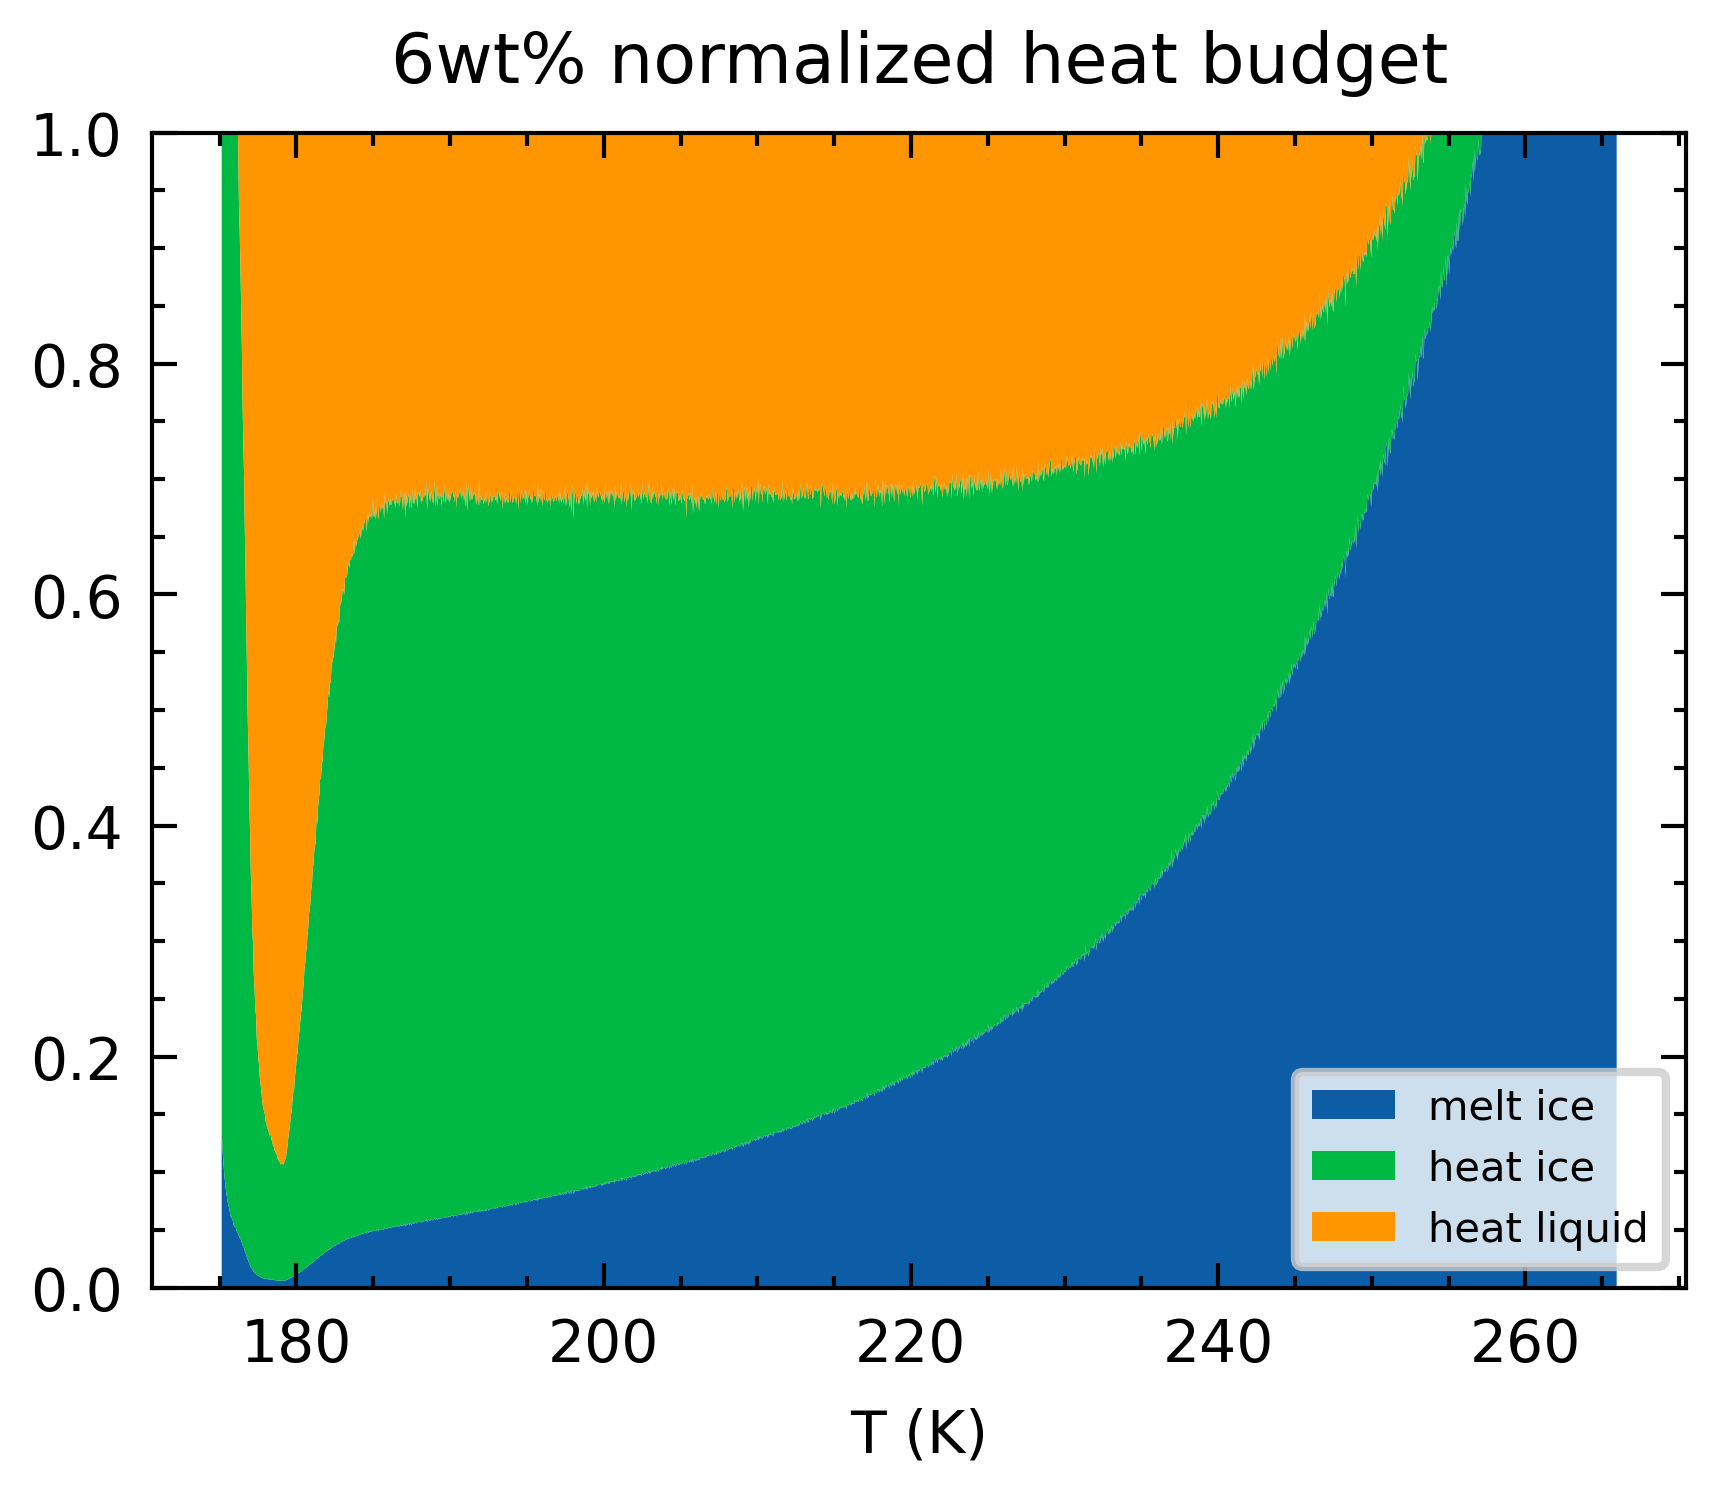 6wt% normalized heat budget
1.0
0.8
0.6
0.4
0.2
0.0
melt ice
heat ice
heat liquid
180 200 220 240 260
T (K)